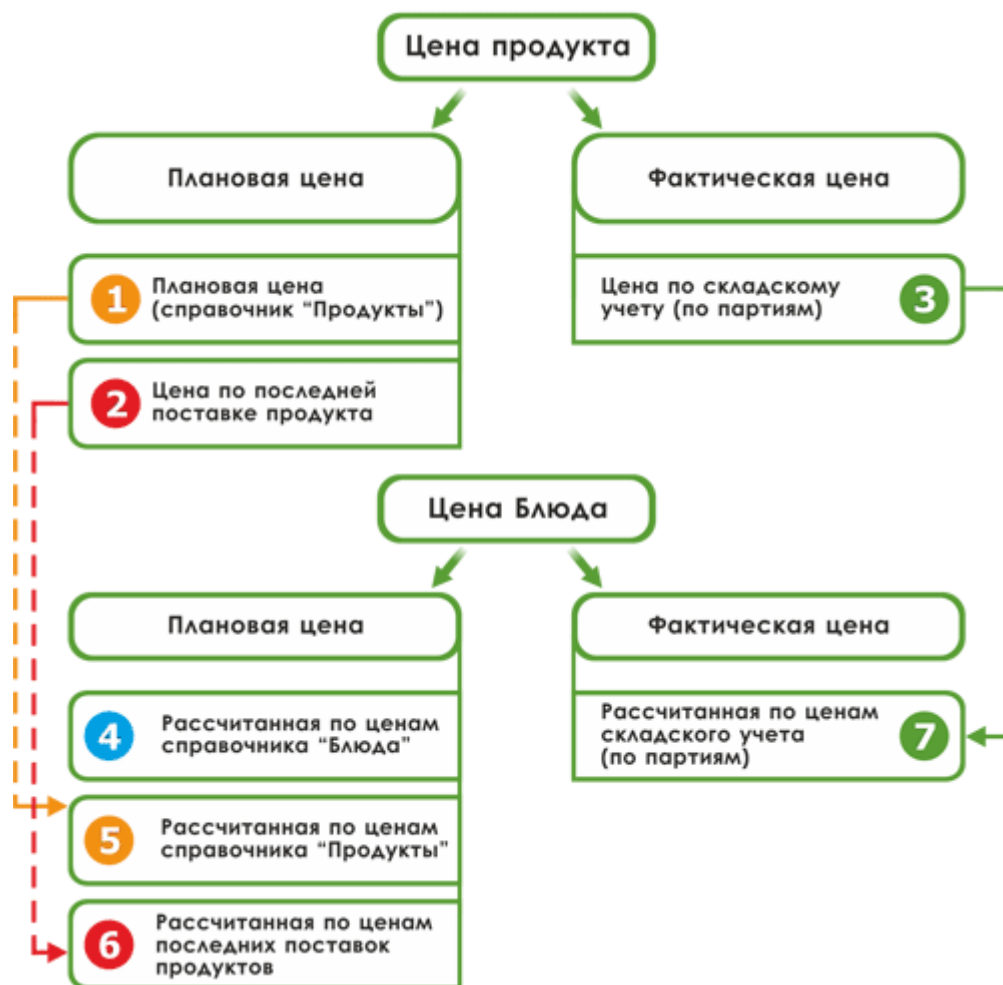 Цена продукта
Плановая цена
Фактическая цена
1 Плановая цена
(справочник "Продукты")
Цена по складскому 3
учету (по партиям)
2 Цена по последней
поставке продукта
Цена Блюда
Плановая цена
Фактическая цена
4 Рассчитанная по ценам
справочника "Блюда"
Рассчитанная по ценам
складского учета 7
(по партиям)
5 Рассчитанная по ценам
справочника "Продукты"
Рассчитанная по ценам
6 последних поставок
продуктов